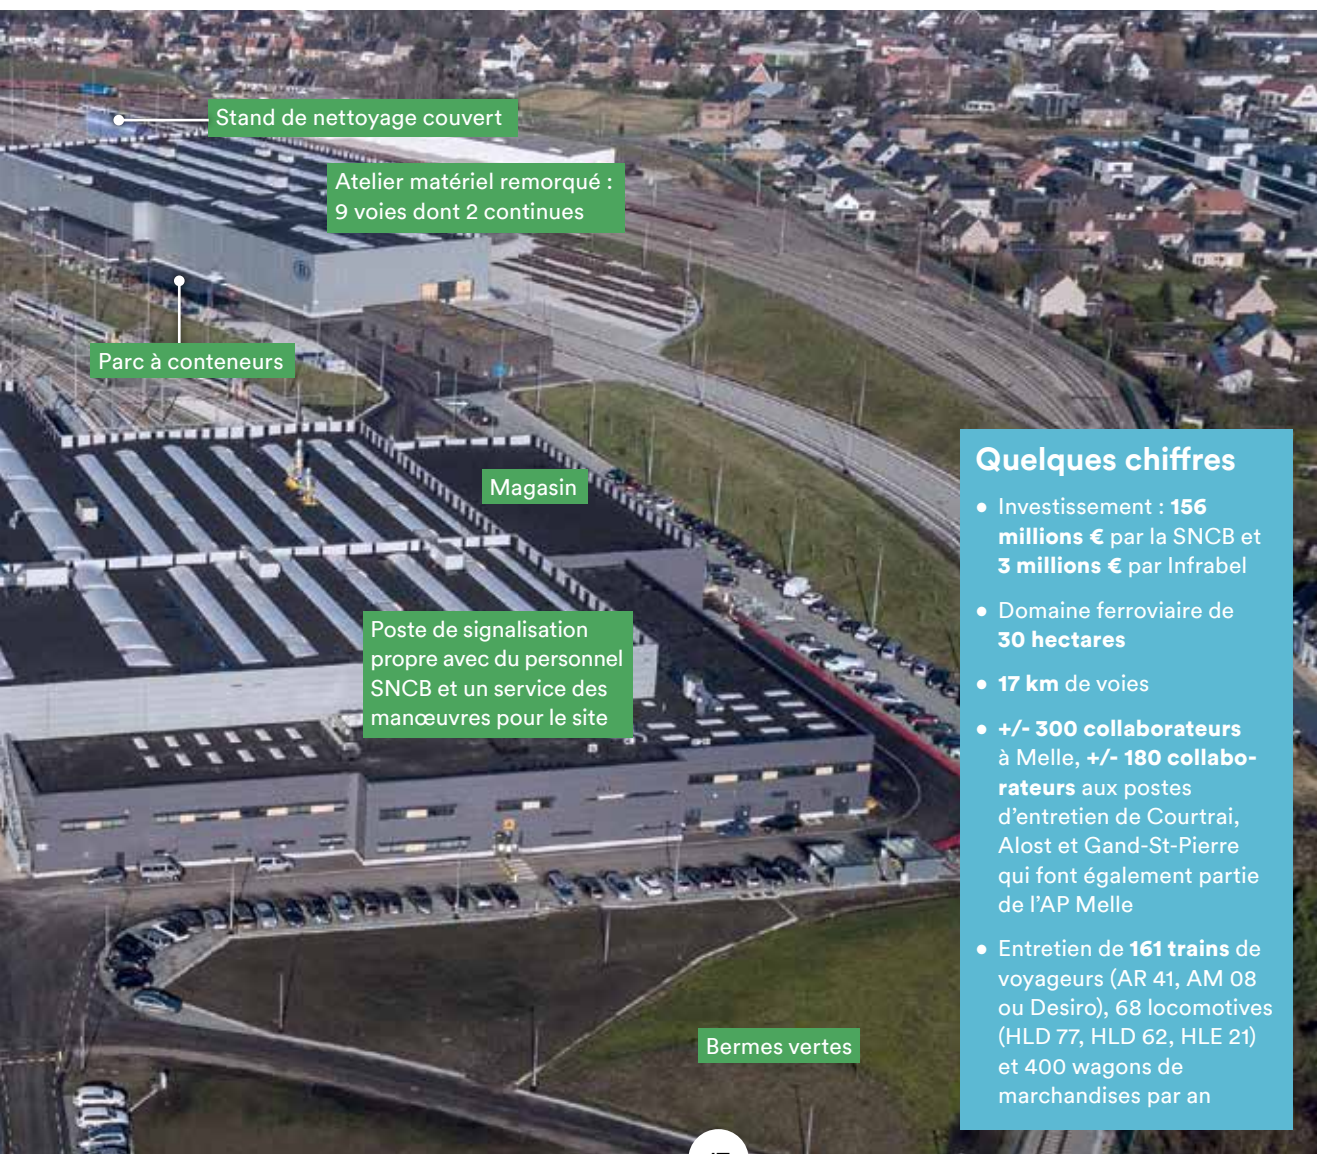 Stand de nettoyage couvert
Atelier matériel remorqué :
9 voies dont 2 continues
Parc à conteneurs
Magasin
Poste de signalisation
propre avec du personnel
SNCB et un service des
manœuvres pour le site
Bermes vertes
Quelques chiffres
• Investissement : 156
millions € par la SNCB et
3 millions € par Infrabel
• Domaine ferroviaire de
30 hectares
• 17 km de voies
• +/- 300 collaborateurs
à Melle, +/- 180 collabo-
rateurs aux postes
d'entretien de Courtrai,
Alost et Gand-St-Pierre
qui font également partie
de l'AP Melle
• Entretien de 161 trains de
voyageurs (AR 41, AM 08
ou Desiro), 68 locomotives
(HLD 77, HLD 62, HLE 21)
et 400 wagons de
marchandises par an